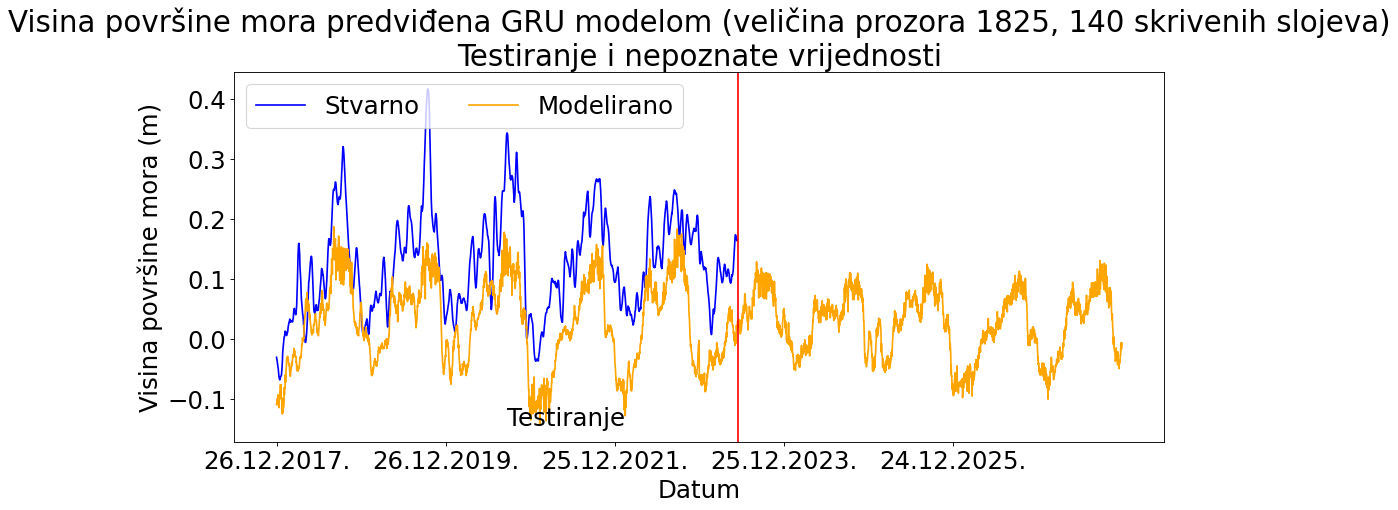 Visina površine mora predviđena GRU modelom (veličina prozora 1825, 140 skrivenih slojeva)
Testiranje i nepoznate vrijednosti
Stvarno
Modelirano
Visina površine mora (m)
0.4
0.3
0.2
0.1
0.0
−0.1
Testiranje
26.12.2017.
26.12.2019.
25.12.2021.
25.12.2023.
24.12.2025.
Datum